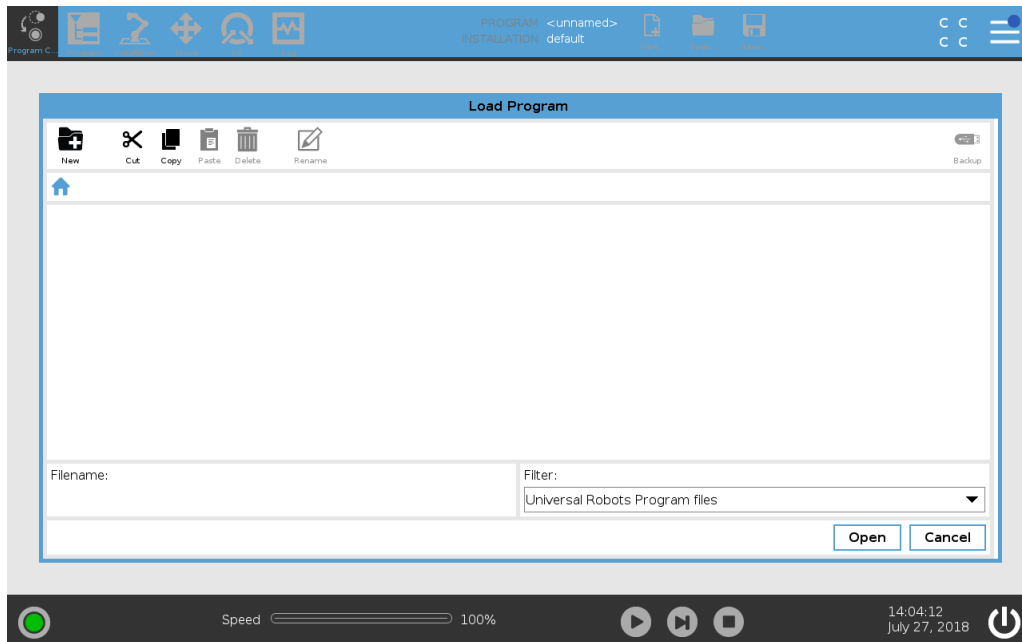 PROGRAM <unnamed>
INSTALLATION default
C C
C C
Program C...
Load Program
New Cut Copy Paste Delete Rename Backup
Filename:
Filter:
Universal Robots Program files
Open Cancel
Speed 100%
14:04:12
July 27, 2018